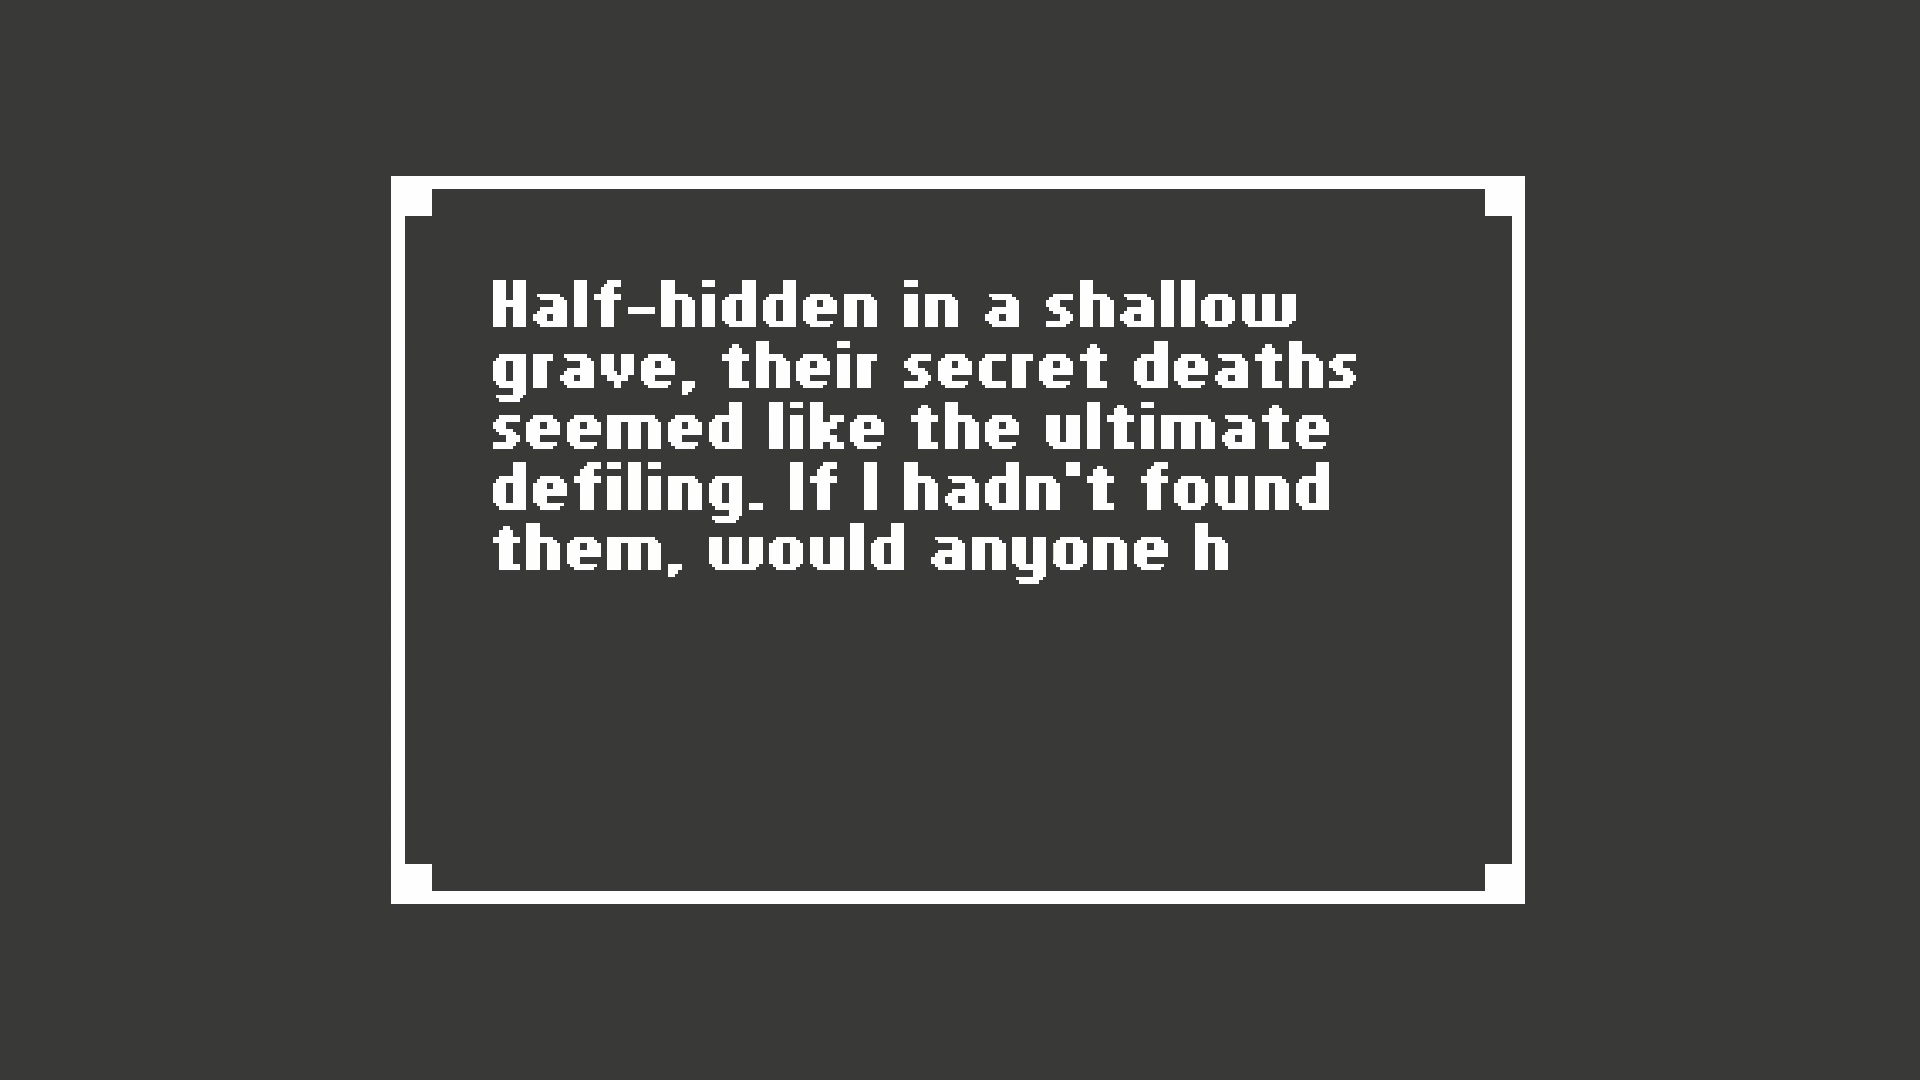 Half-hidden in a shallow
grave, their secret deaths
seemed like the ultimate
defiling. If I hadn't found
them, would anyone h